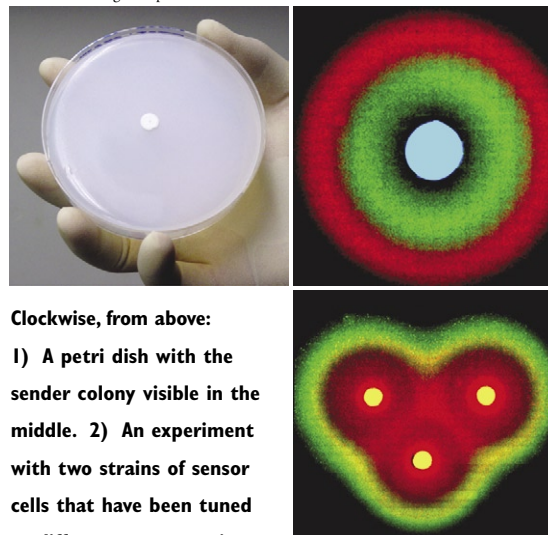 Clockwise, from above:
1) A petri dish with the
sender colony visible in the
middle. 2) An experiment
with two strains of sensor
cells that have been tuned